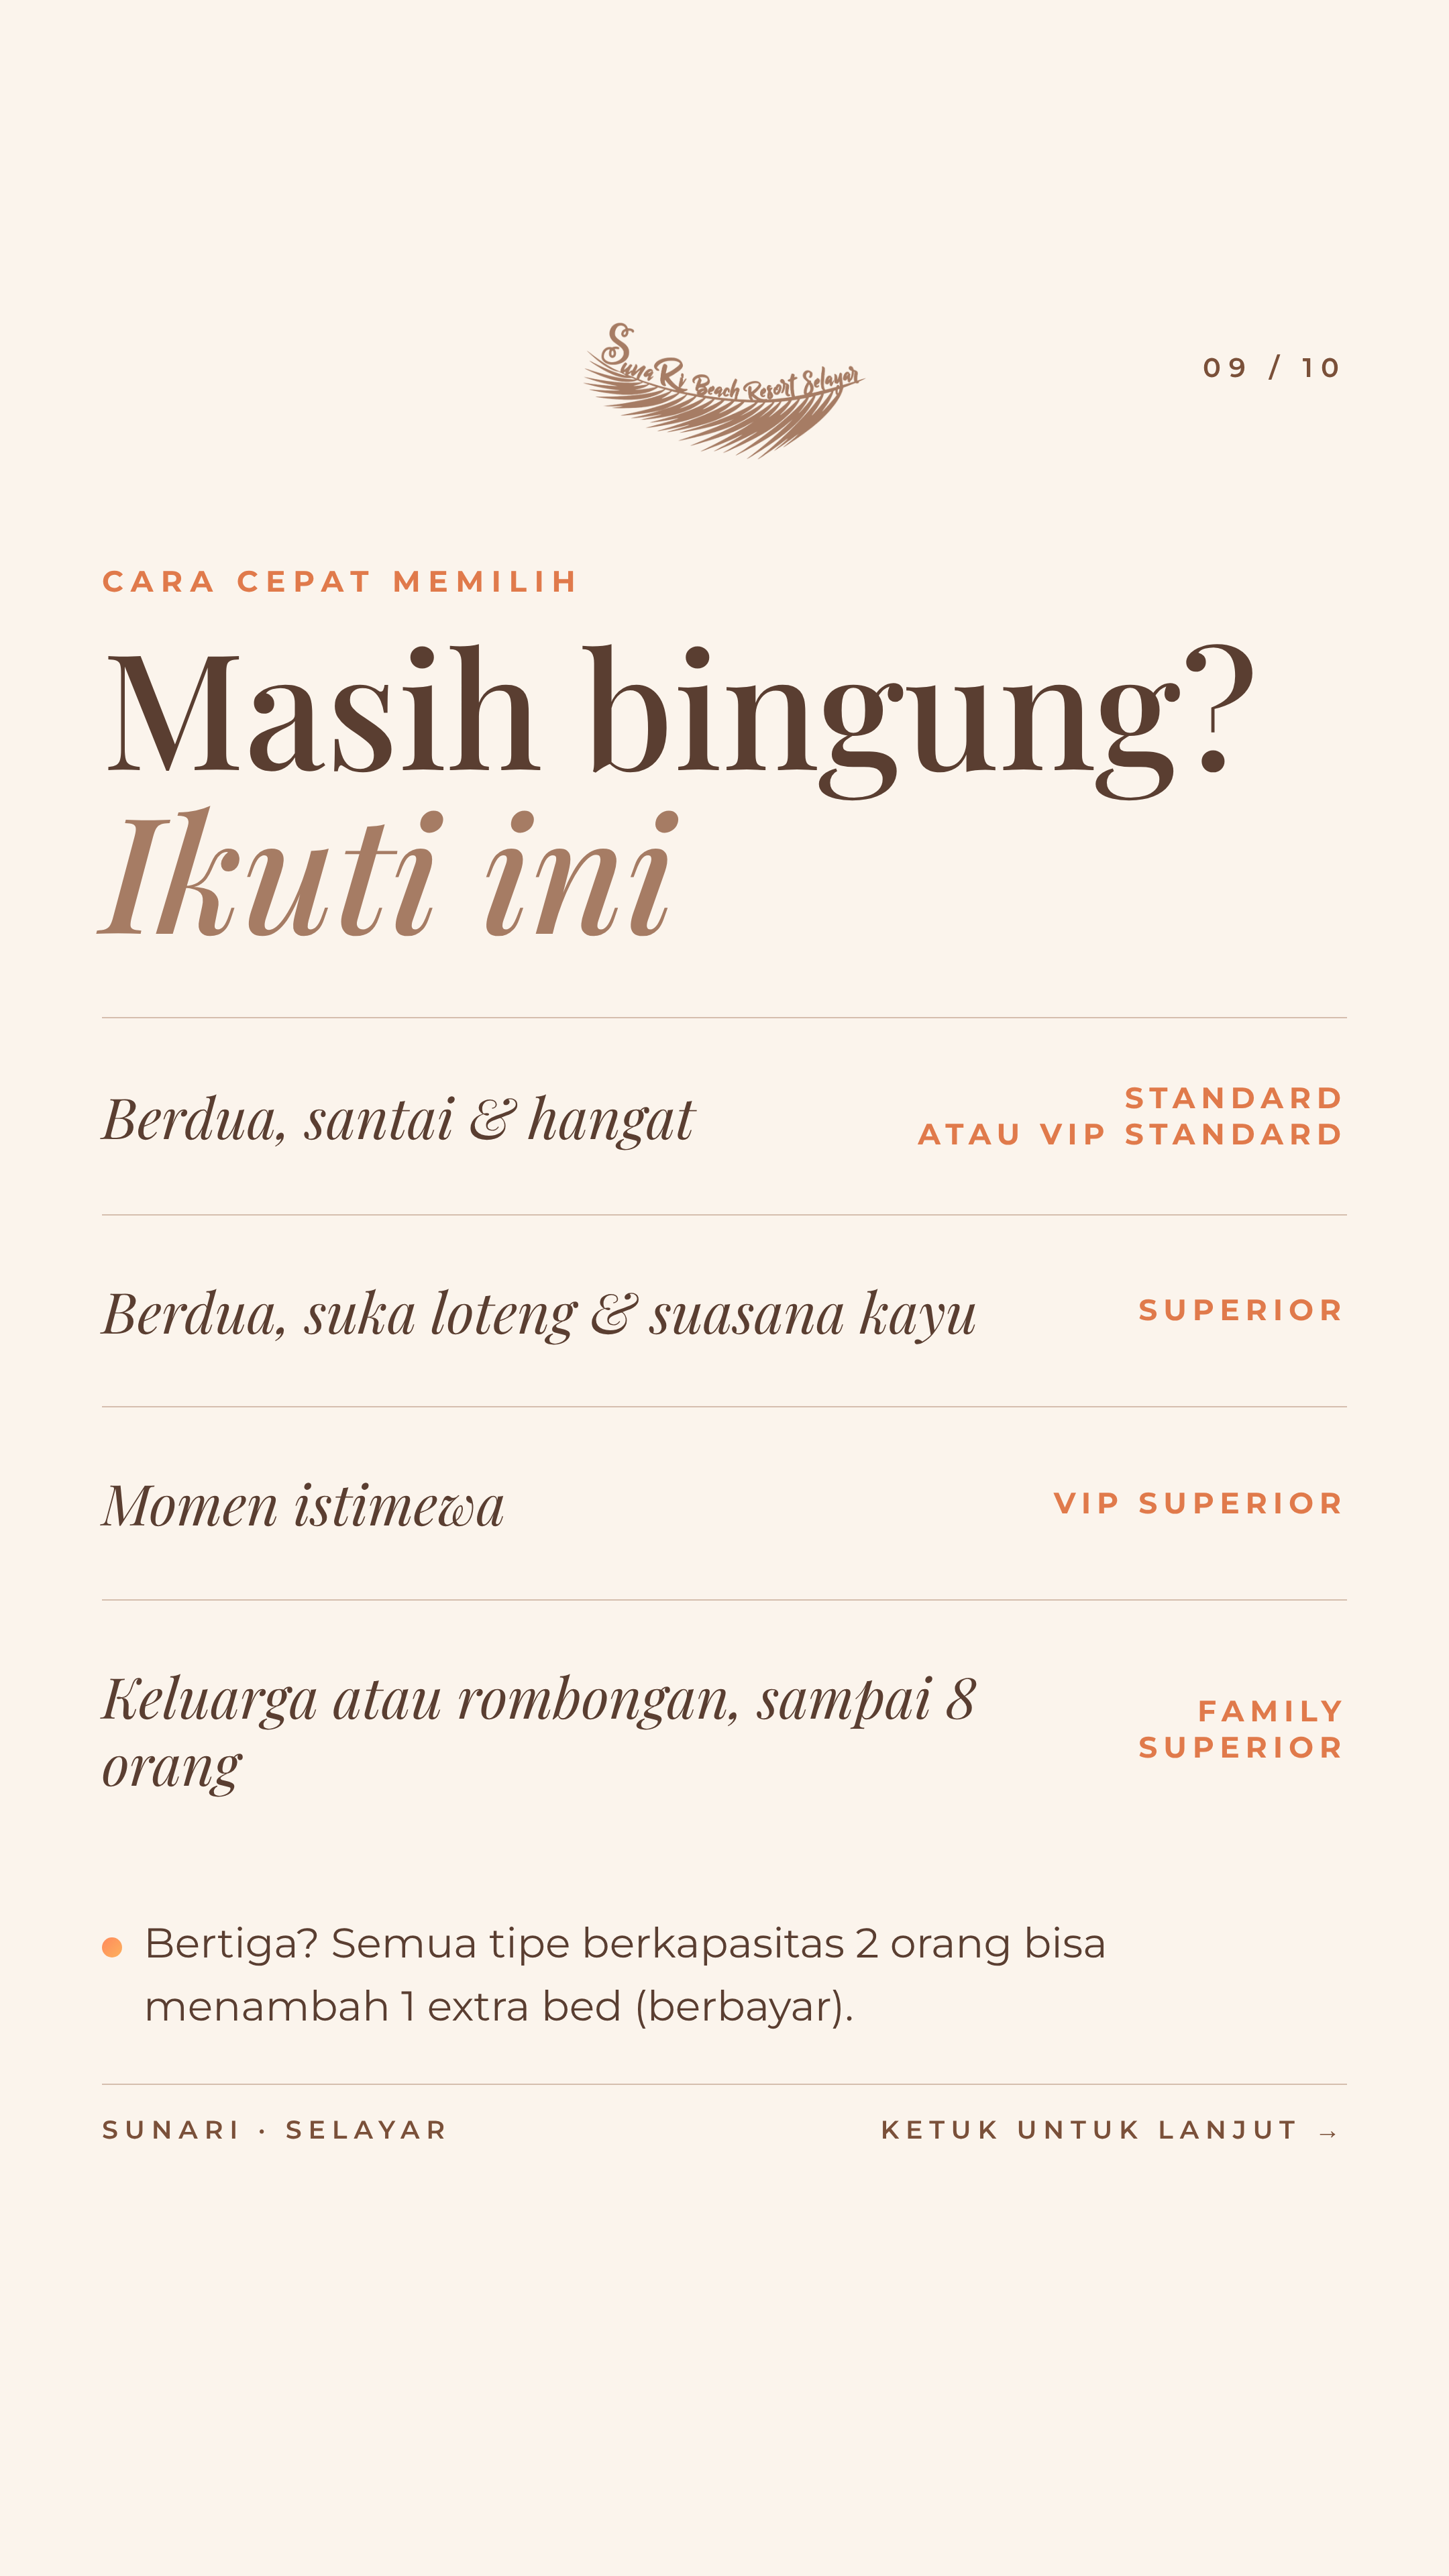 SunaRi Beach Resort Selayar
09 / 10
CARA CEPAT MEMILIH
Masih bingung?
Ikuti ini
Berdua, santai & hangat
STANDARD
ATAU VIP STANDARD
Berdua, suka loteng & suasana kayu
SUPERIOR
Momen istimewa
VIP SUPERIOR
Keluarga atau rombongan, sampai 8
orang
FAMILY
SUPERIOR
Bertiga? Semua tipe berkapasitas 2 orang bisa
menambah 1 extra bed (berbayar).
SUNARI · SELAYAR
KETUK UNTUK LANJUT →